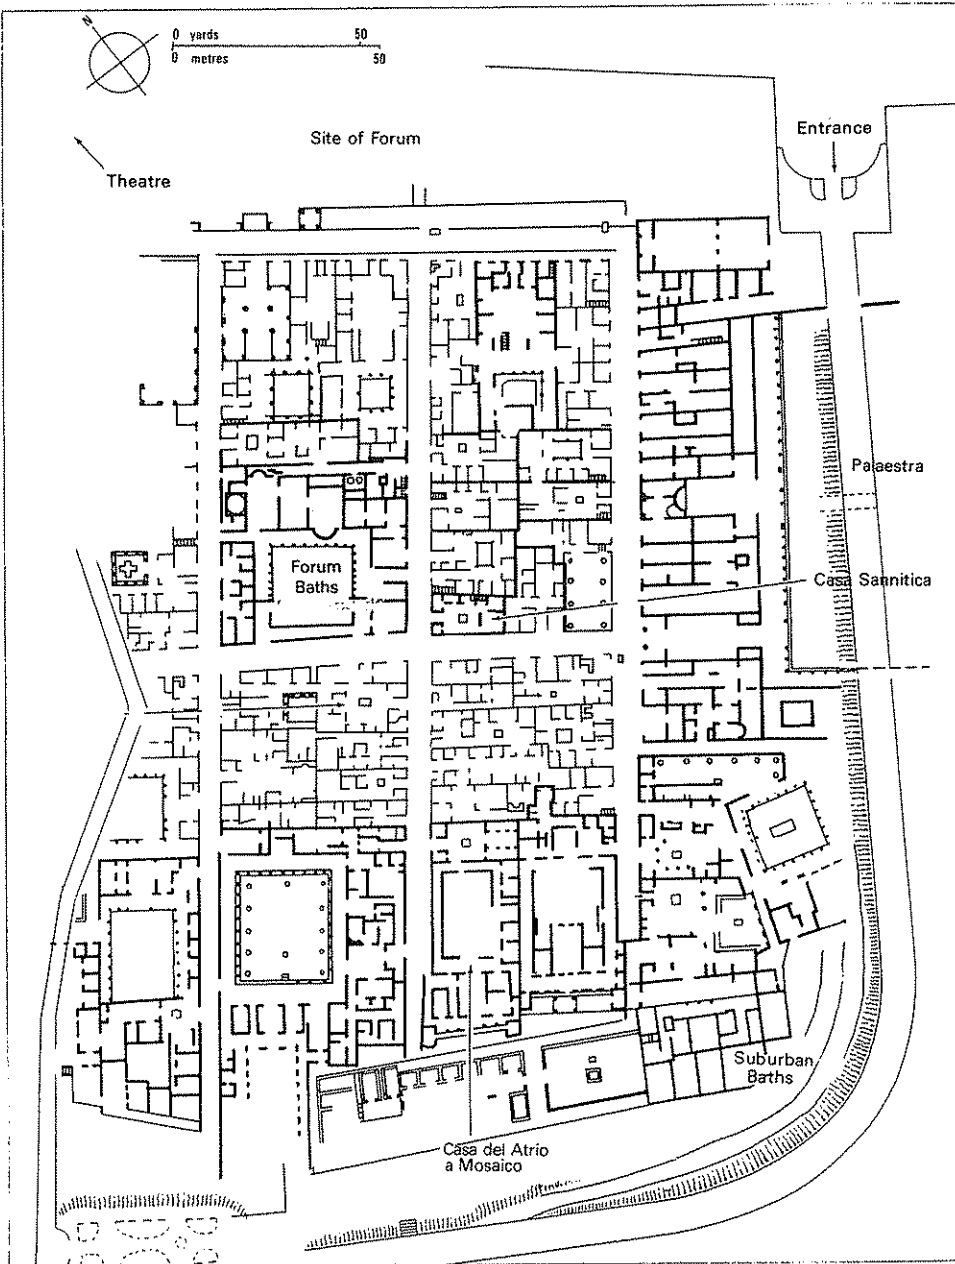 N
0 yards 50
0 metres 50
Site of Forum
Entrance
Theatre
Palaestra
Forum
Baths
Casa Sannitica
Suburban
Baths
Casa del Atrio
a Mosaico